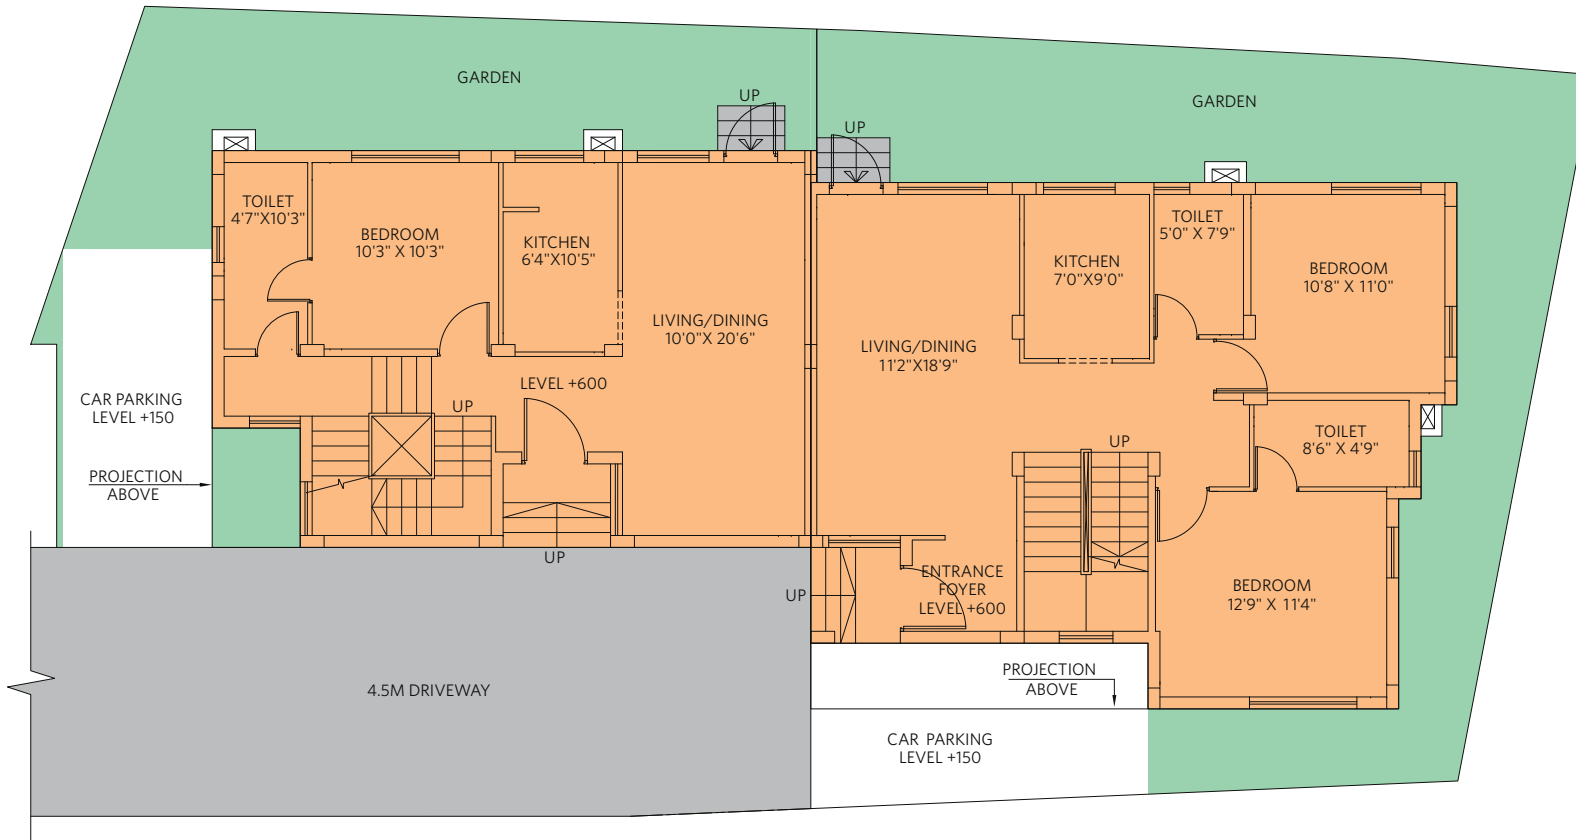 GARDEN
UP
TOILET
4'7"X10'3"
BEDROOM
10'3" X 10'3"
KITCHEN
6'4"X10'5"
LIVING/DINING
10'0"X 20'6"
LEVEL +600
UP
CAR PARKING
LEVEL +150
PROJECTION
ABOVE
UP
4.5M DRIVEWAY
GARDEN
UP
TOILET
5'0" X 7'9"
KITCHEN
7'0"X9'0"
BEDROOM
10'8" X 11'0"
LIVING/DINING
11'2"X18'9"
TOILET
8'6" X 4'9"
UP
ENTRANCE
FOYER
LEVEL +600
UP
BEDROOM
12'9" X 11'4"
PROJECTION
ABOVE
CAR PARKING
LEVEL +150